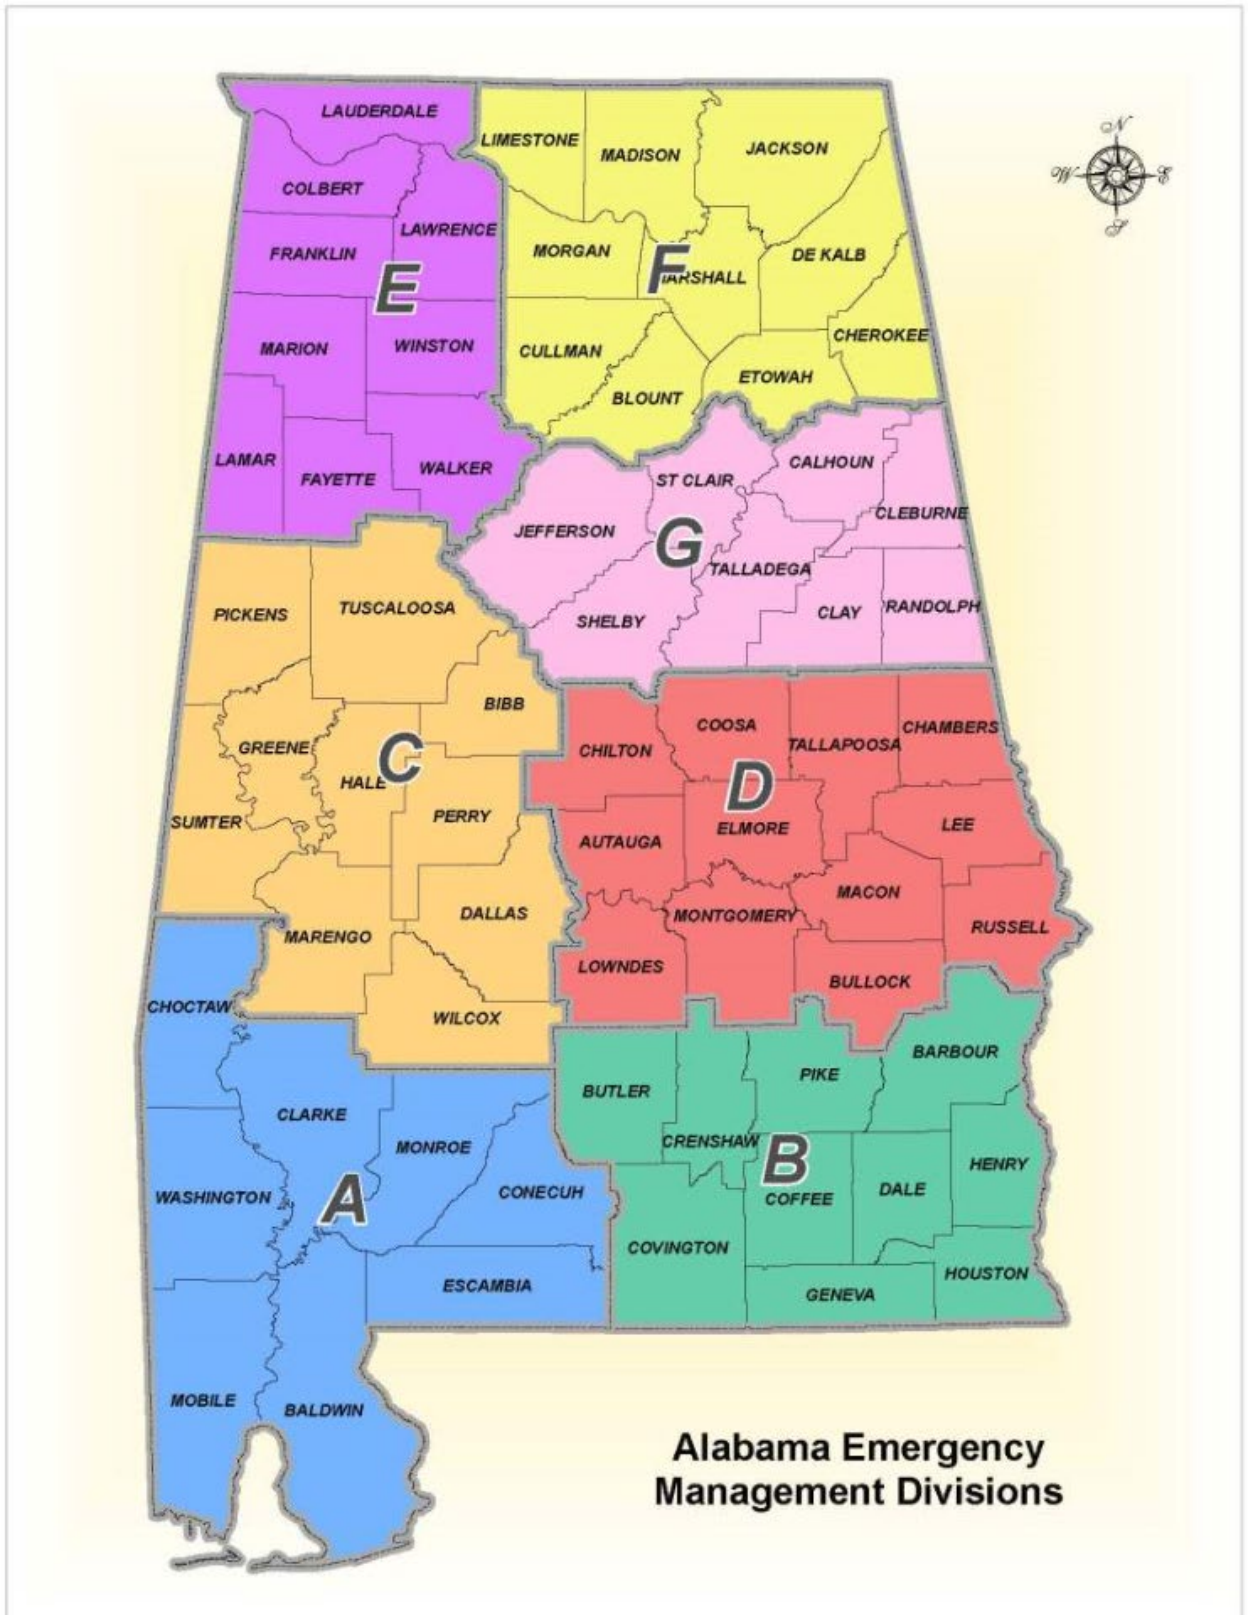 LAUDERDALE
LIMESTONE
MADISON
JACKSON
N
W
E
S
COLBERT
LAWRENCE
FRANKLIN
MORGAN
DE KALB
E
F
MARSHALL
MARION
WINSTON
CULLMAN
CHEROKEE
BLOUNT
ETOWAH
LAMAR
FAYETTE
WALKER
ST CLAIR
CALHOUN
JEFFERSON
G
CLEBURNE
TALLADEGA
PICKENS
TUSCALOOSA
SHELBY
CLAY
RANDOLPH
BIBB
GREENE
C
HALE
CHILTON
COOSA
TALLAPOOSA
CHAMBERS
SUMTER
PERRY
D
ELMORE
LEE
AUTAUGA
MARENGO
DALLAS
MONTGOMERY
MACON
RUSSELL
LOWNDES
BULLOCK
CHOCTAW
WILCOX
BUTLER
PIKE
BARBOUR
CLARKE
MONROE
CRENSHAW
B
HENRY
WASHINGTON
A
CONECUH
COFFEE
DALE
COVINGTON
ESCAMBIA
GENEVA
HOUSTON
MOBILE
BALDWIN
Alabama Emergency
Management Divisions